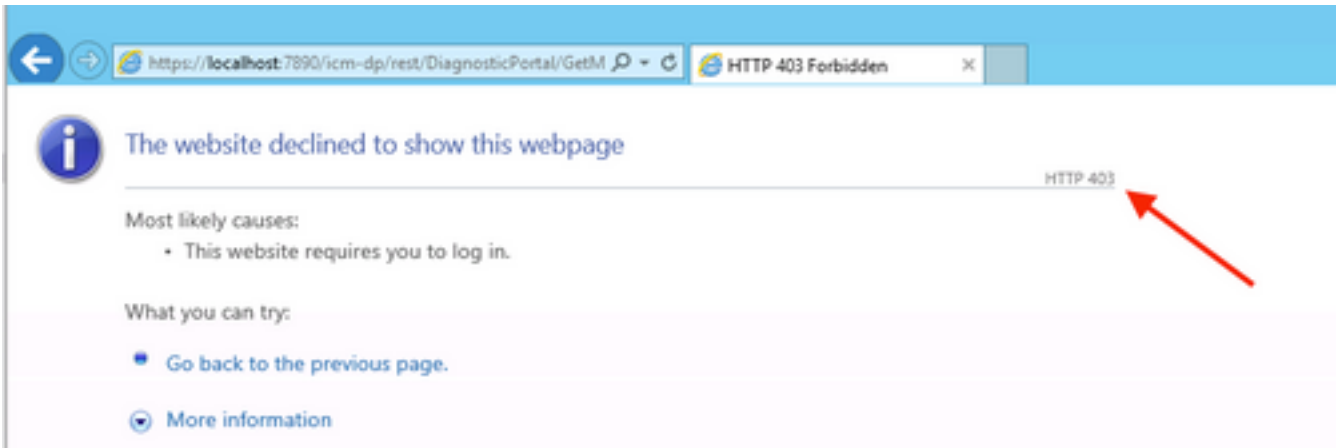 https://localhost:7890/icm-dp/rest/DiagnosticPortal/GetM
HTTP 403 Forbidden
The website declined to show this webpage
HTTP 403
Most likely causes:
• This website requires you to log in.
What you can try:
Go back to the previous page.
More information